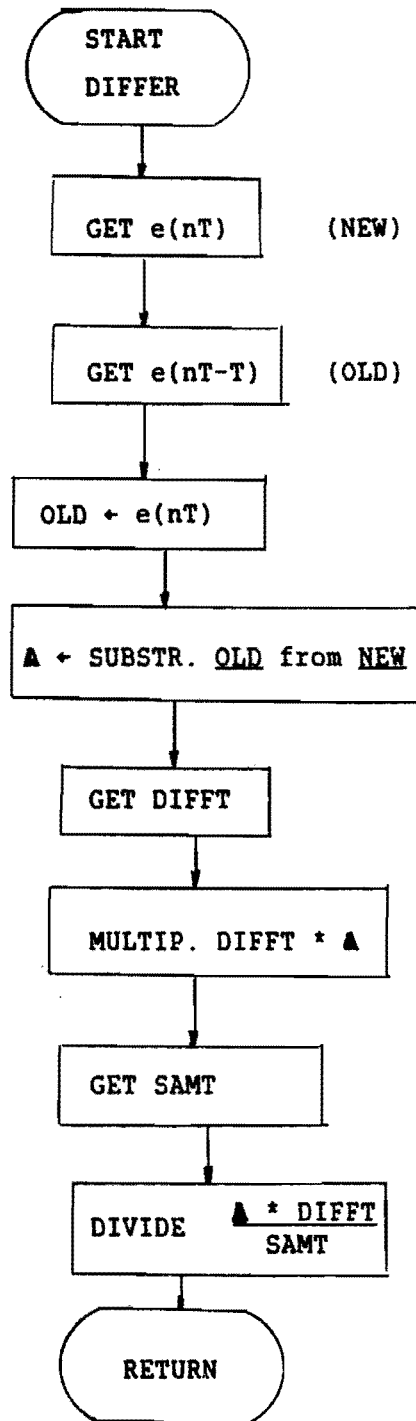 START
DIFFER
GET e(nT) (NEW)
GET e(nT-T) (OLD)
OLD ← e(nT)
▲ ← SUBSTR. OLD from NEW
GET DIFFT
MULTIP. DIFFT * ▲
GET SAMT
DIVIDE ▲ * DIFFT
SAMT
RETURN